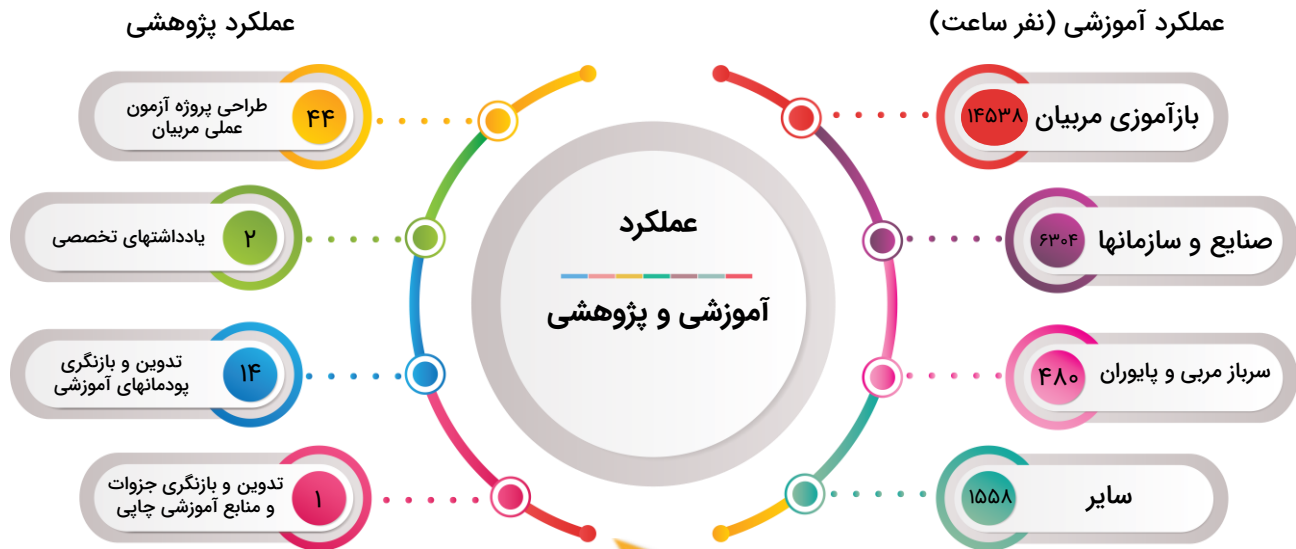 عملکرد آموزشی (نفر ساعت)
بازآموزی مربیان
۱۴۵۳۸
صنایع و سازمانها
۶۳۰۴
سرباز مربی و پایوران
۴۸۰
سایر
۱۵۵۸
عملکرد
آموزشی و پژوهشی
عملکرد پژوهشی
۴۴
طراحی پروژه آزمون
عملی مربیان
۲
یادداشتهای تخصصی
۱۴
تدوین و بازنگری
پودمانهای آموزشی
۱
تدوین و بازنگری جزوات
و منابع آموزشی چاپی